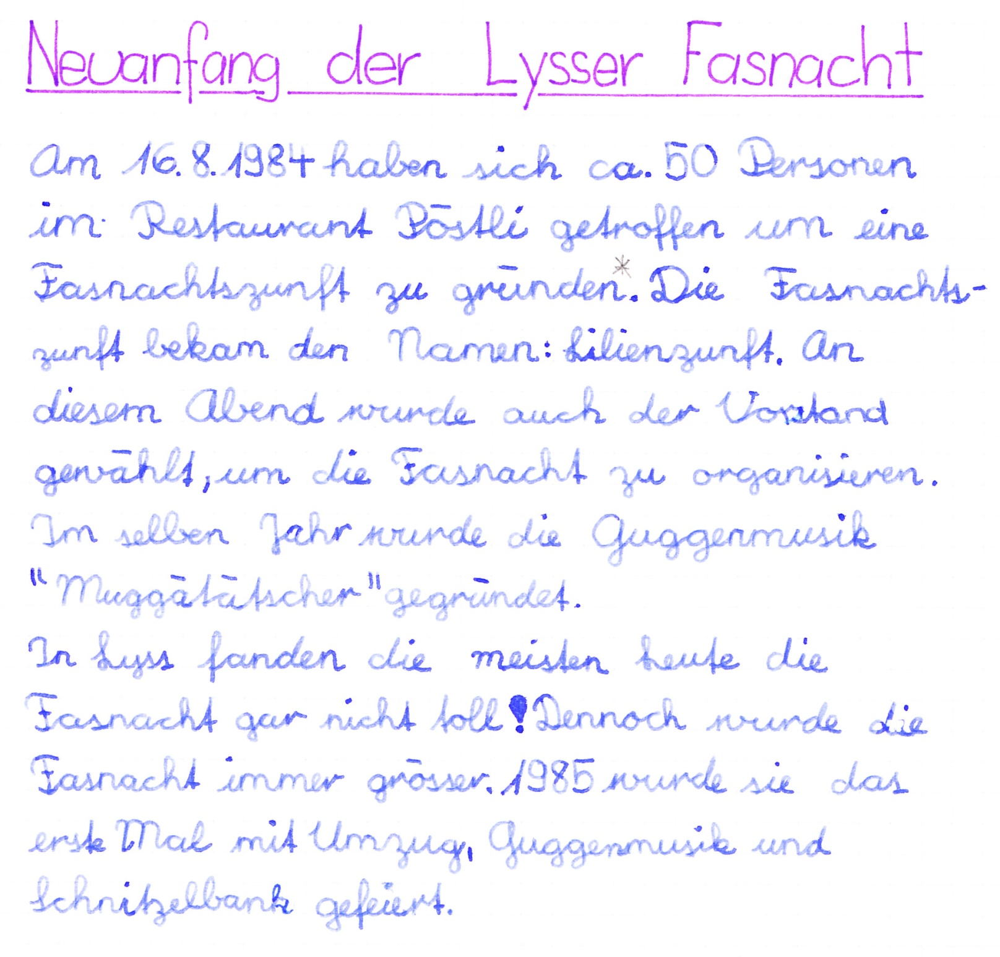 Neuanfang der Lysser Fasnacht
Am 16.8.1984 haben sich ca. 50 Personen
im Restaurant Pöstli getroffen um eine
Fasnachtszunft zu gründen*. Die Fasnachts-
zunft bekam den Namen: Lilienzunft. An
diesem Abend wurde auch der Vorstand
gewählt, um die Fasnacht zu organisieren.
Im selben Jahr wurde die Guggenmusik
"Muggätätscher" gegründet.
In Lyss fanden die meisten Leute die
Fasnacht gar nicht toll! Dennoch wurde die
Fasnacht immer grösser. 1985 wurde sie das
erste Mal mit Umzug, Guggenmusik und
Schnitzelbank gefeiert.